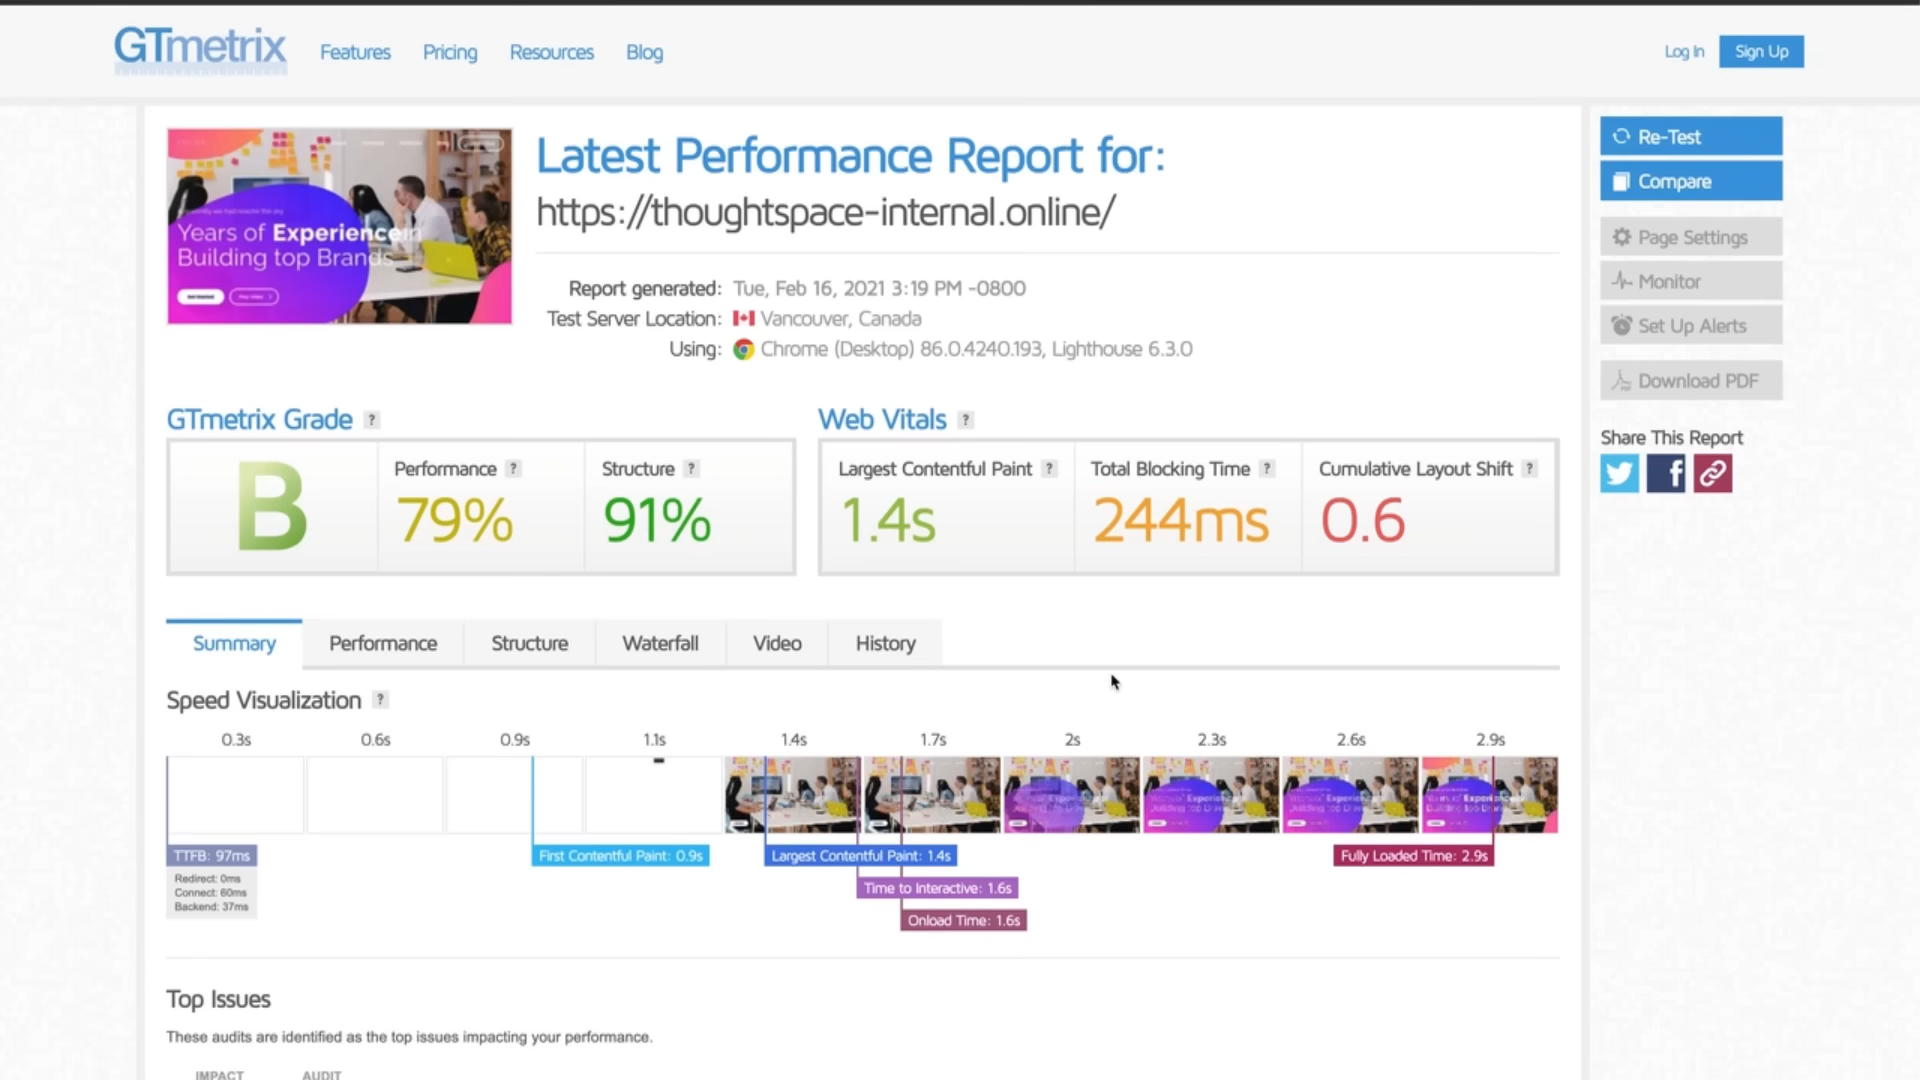 GTmetrix
Features
Pricing
Resources
Blog
Log In
Sign Up
Years of Experience in
Building top Brands
Latest Performance Report for:
https://thoughtspace-internal.online/
Report generated: Tue, Feb 16, 2021 3:19 PM -0800
Test Server Location: Vancouver, Canada
Using: Chrome (Desktop) 86.0.4240.193, Lighthouse 6.3.0
Re-Test
Compare
Page Settings
Monitor
Set Up Alerts
Download PDF
Share This Report
GTmetrix Grade ?
B
Performance ?
79%
Structure ?
91%
Web Vitals ?
Largest Contentful Paint ?
1.4s
Total Blocking Time ?
244ms
Cumulative Layout Shift ?
0.6
Summary
Performance
Structure
Waterfall
Video
History
Speed Visualization ?
0.3s
0.6s
0.9s
1.1s
1.4s
1.7s
2s
2.3s
2.6s
2.9s
TTFB: 97ms
Redirect: 0ms
Connect: 60ms
Backend: 37ms
First Contentful Paint: 0.9s
Largest Contentful Paint: 1.4s
Time to Interactive: 1.6s
Onload Time: 1.6s
Fully Loaded Time: 2.9s
Top Issues
These audits are identified as the top issues impacting your performance.
IMPACT
AUDIT